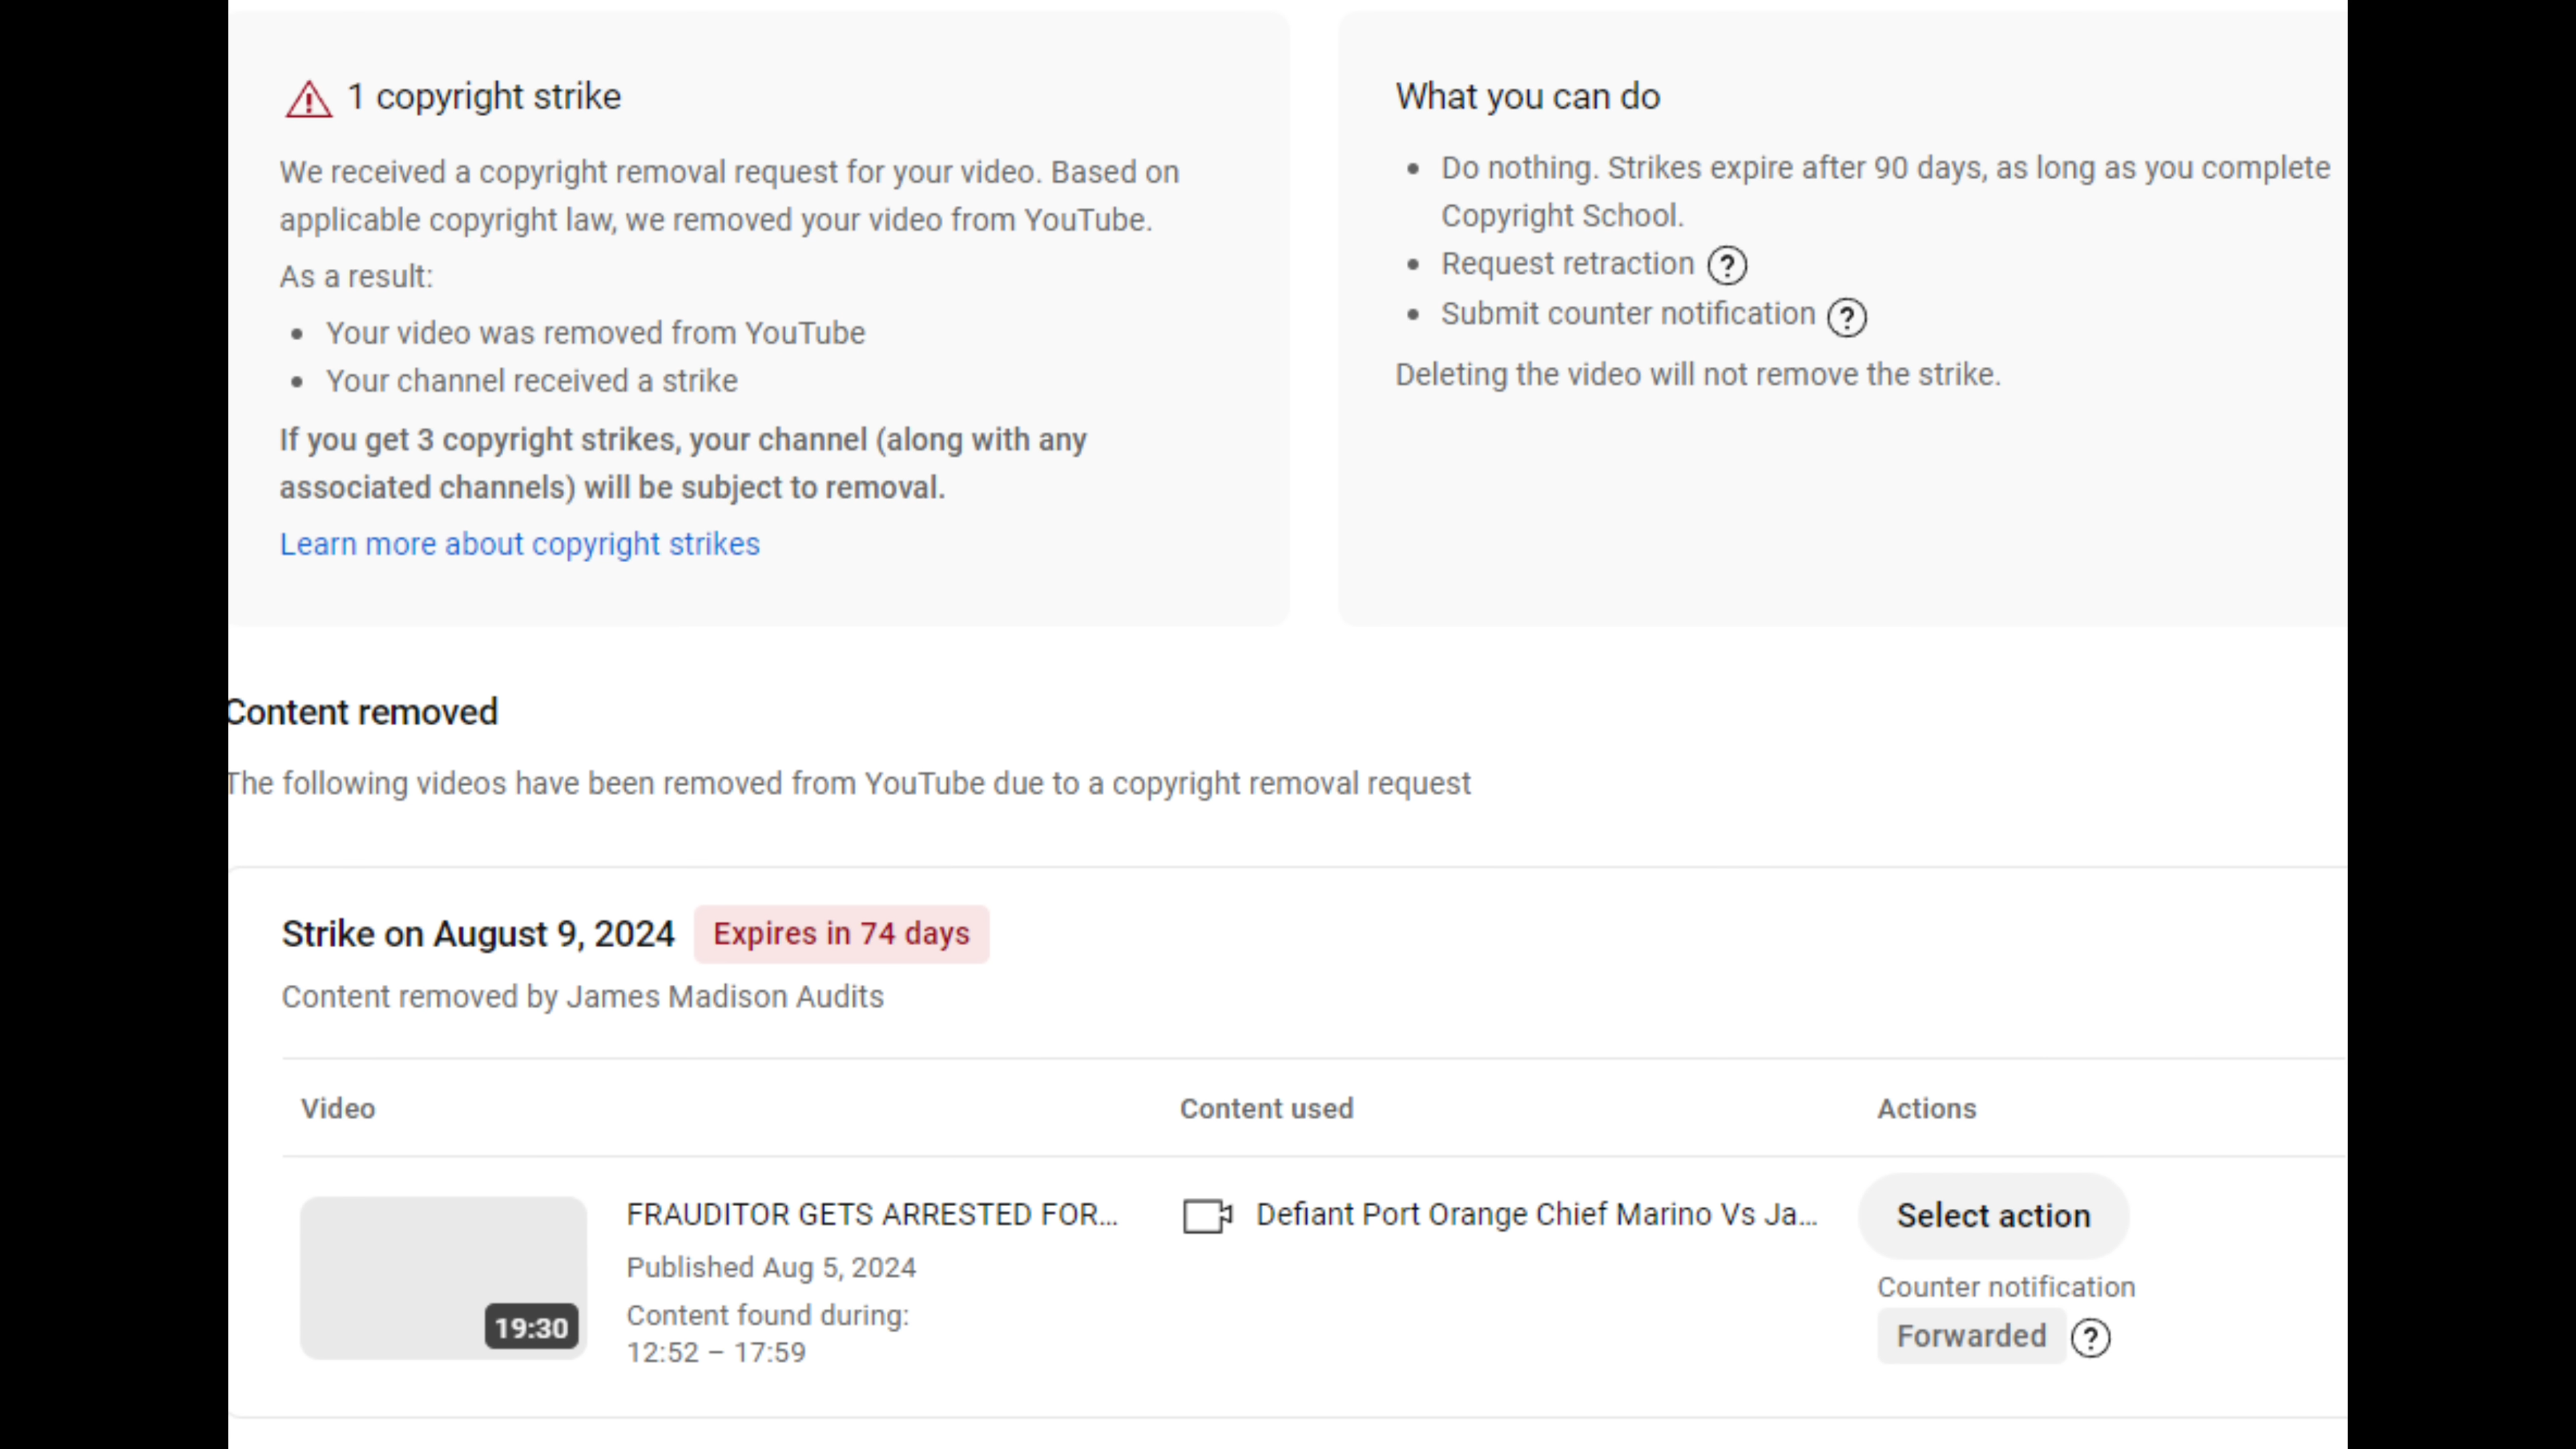 1 copyright strike
We received a copyright removal request for your video. Based on
applicable copyright law, we removed your video from YouTube.
As a result:
• Your video was removed from YouTube
• Your channel received a strike
If you get 3 copyright strikes, your channel (along with any
associated channels) will be subject to removal.
Learn more about copyright strikes
What you can do
• Do nothing. Strikes expire after 90 days, as long as you complete
Copyright School.
• Request retraction ?
• Submit counter notification ?
Deleting the video will not remove the strike.
Content removed
The following videos have been removed from YouTube due to a copyright removal request
Strike on August 9, 2024 Expires in 74 days
Content removed by James Madison Audits
Video Content used Actions
19:30
FRAUDITOR GETS ARRESTED FOR...
Published Aug 5, 2024
Content found during:
12:52 – 17:59
Defiant Port Orange Chief Marino Vs Ja...
Select action
Counter notification
Forwarded ?